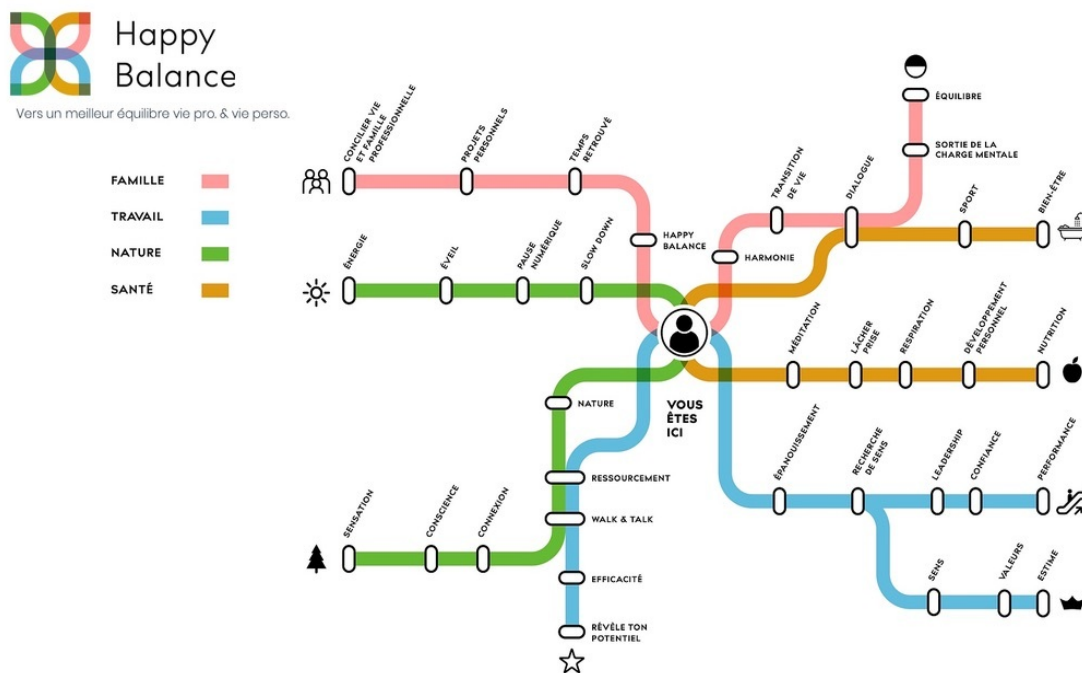 Happy
Balance
Vers un meilleur équilibre vie pro. & vie perso.
FAMILLE
TRAVAIL
NATURE
SANTÉ
CONCILIER VIE
ET FAMILLE
PROFESSIONNELLE
PROJETS
PERSONNELS
TEMPS
RETROUVÉ
HAPPY
BALANCE
HARMONIE
TRANSITION
DE VIE
DIALOGUE
SORTIE DE LA
CHARGE MENTALE
ÉQUILIBRE
SPORT
BIEN-ÊTRE
ÉNERGIE
ÉVEIL
PAUSE
NUMÉRIQUE
SLOW DOWN
MÉDITATION
LÂCHER
PRISE
RESPIRATION
DÉVELOPPEMENT
PERSONNEL
NUTRITION
VOUS
ÊTES
ICI
NATURE
RESSOURCEMENT
WALK & TALK
EFFICACITÉ
RÉVÈLE TON
POTENTIEL
SENSATION
CONSCIENCE
CONNEXION
ÉPANOUISSEMENT
RECHERCHE
DE SENS
LEADERSHIP
CONFIANCE
PERFORMANCE
SENS
VALEURS
ESTIME